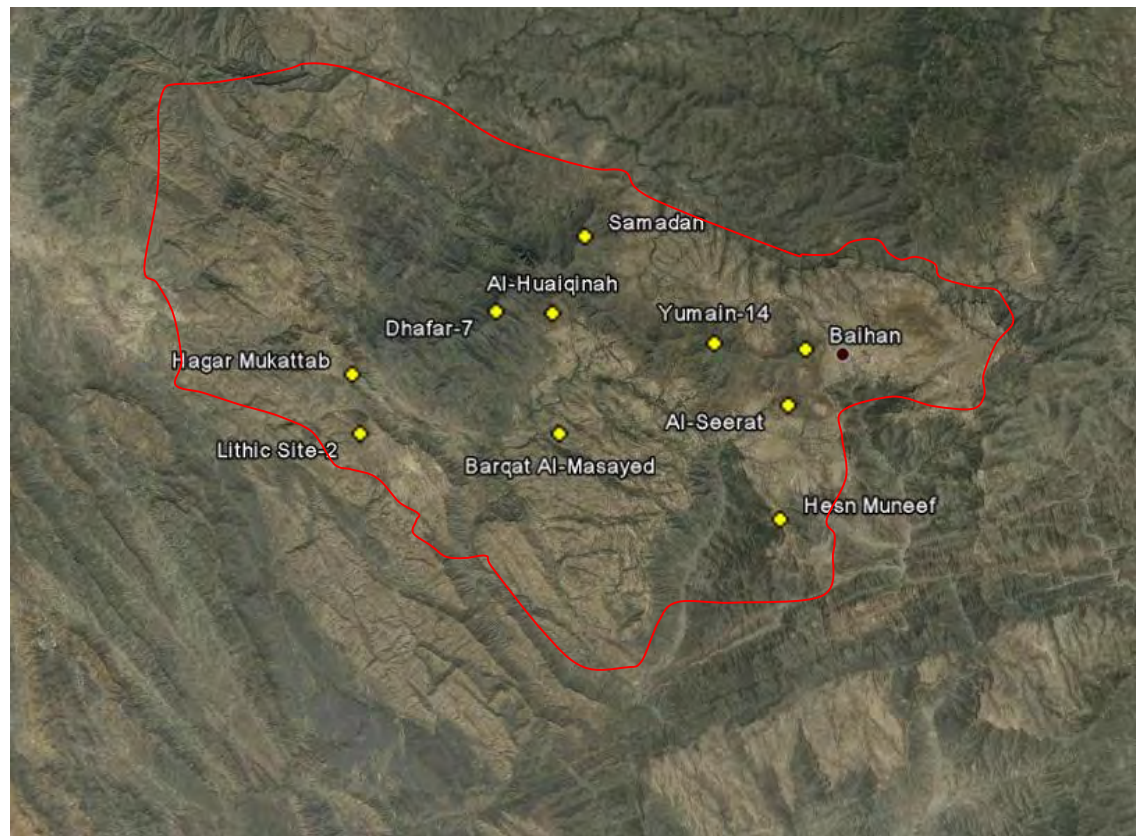 Samadah
Al-Huaiqinah
Yumain-14
Dhafar-7
Baihan
Hagar Mukattab
Al-Seerat
Lithic Site-2
Barqat Al-Masayed
Hesn Muneef